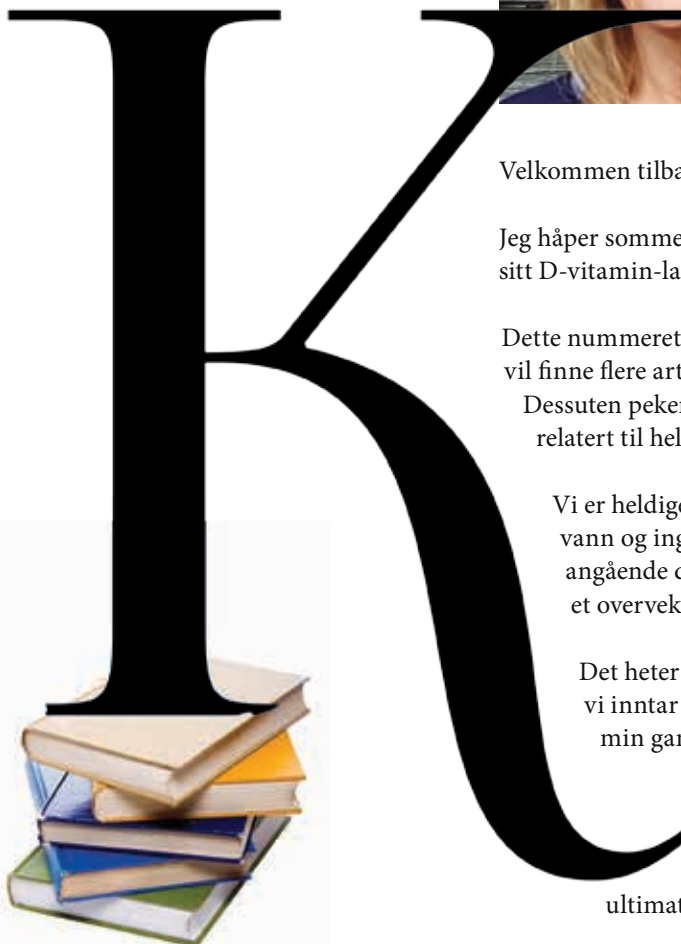 K
Velkommen tilba
Jeg håper somme
sitt D-vitamin-la
Dette nummeret
vil finne flere art
Dessuten peker
relatert til hel
Vi er heldige
vann og ing
angående d
et overvek
Det heter
vi inntar
min gar
ultimat